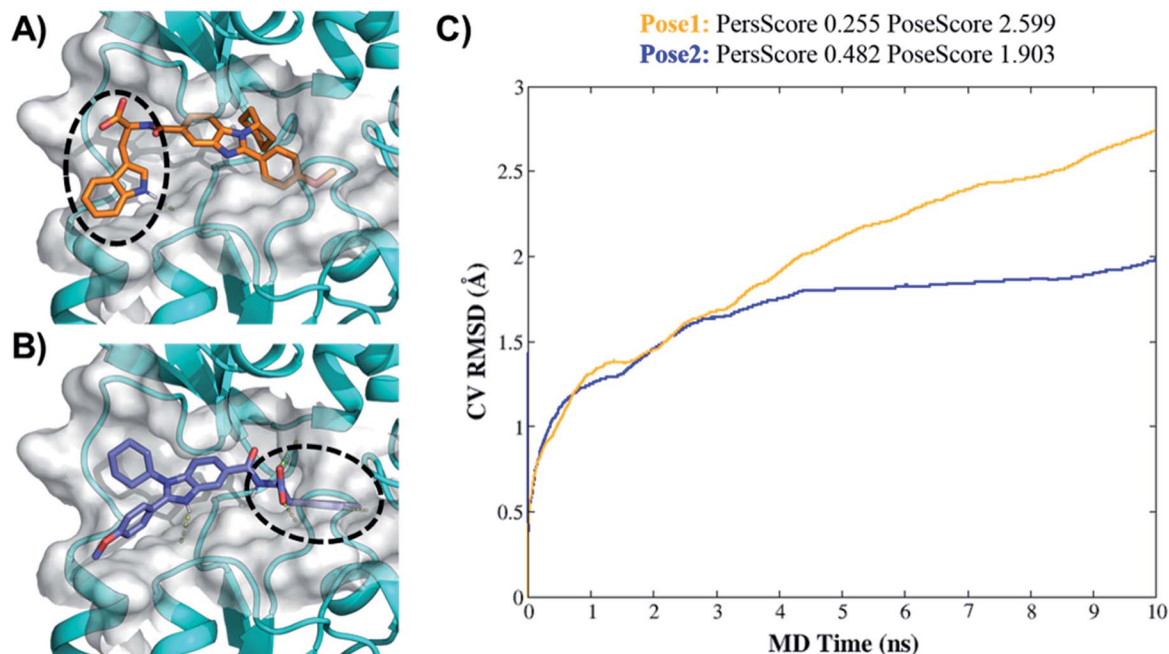 A)
B)
C)
Pose1: PersScore 0.255 PoseScore 2.599
Pose2: PersScore 0.482 PoseScore 1.903
3
2.5
2
1.5
1
0.5
0
CV RMSD (Å)
0 1 2 3 4 5 6 7 8 9 10
MD Time (ns)